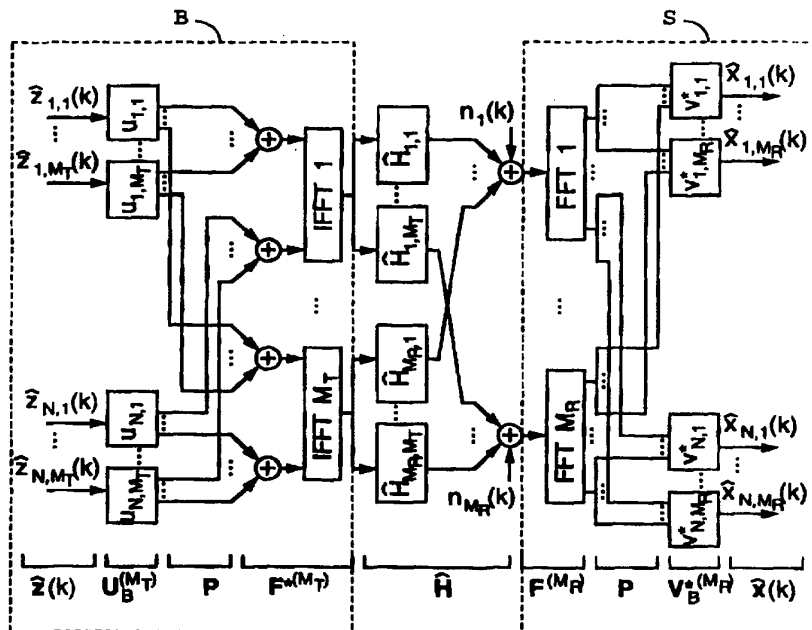 B
S
ẑ1,1(k)
u1,1
ẑ1,MT(k)
u1,MT
ẑN,1(k)
uN,1
ẑN,MT(k)
uN,MT
IFFT 1
IFFT MT
Ĥ1,1
Ĥ1,MT
ĤMR,1
ĤMR,MT
n1(k)
nMR(k)
FFT 1
FFT MR
v*1,1
x̂1,1(k)
v*1,MR
x̂1,MR(k)
v*N,1
x̂N,1(k)
v*N,MR
x̂N,MR(k)
ẑ(k) UB(MT) P F*(MT) Ĥ F(MR) P VB*(MR) x̂(k)